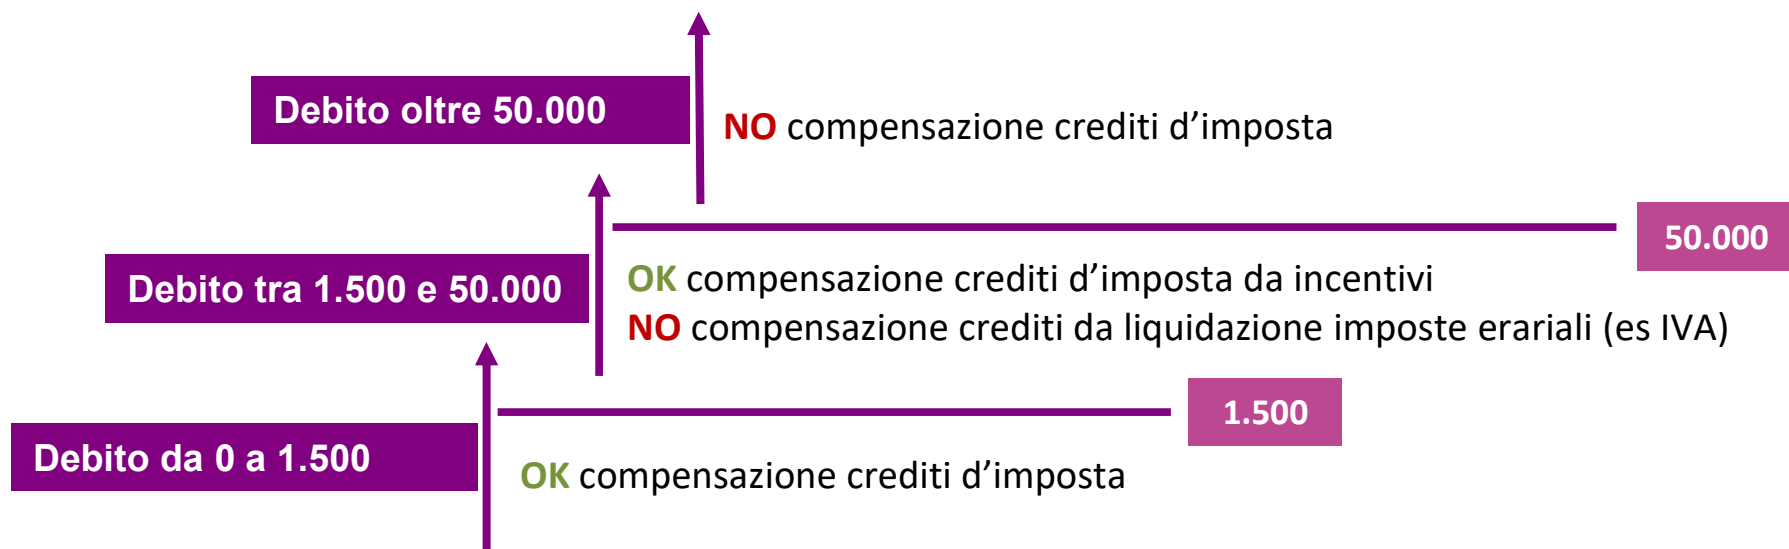 Debito oltre 50.000
NO compensazione crediti d’imposta
50.000
Debito tra 1.500 e 50.000
OK compensazione crediti d’imposta da incentivi
NO compensazione crediti da liquidazione imposte erariali (es IVA)
1.500
Debito da 0 a 1.500
OK compensazione crediti d’imposta